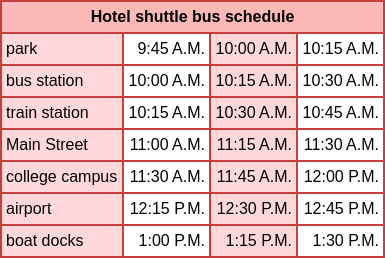 Hotel shuttle bus schedule
park 9:45 A.M. 10:00 A.M. 10:15 A.M.
bus station 10:00 A.M. 10:15 A.M. 10:30 A.M.
train station 10:15 A.M. 10:30 A.M. 10:45 A.M.
Main Street 11:00 A.M. 11:15 A.M. 11:30 A.M.
college campus 11:30 A.M. 11:45 A.M. 12:00 P.M.
airport 12:15 P.M. 12:30 P.M. 12:45 P.M.
boat docks 1:00 P.M. 1:15 P.M. 1:30 P.M.